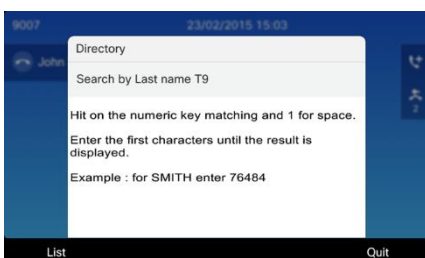 9007 23/02/2015 15:03
Directory
John
Search by Last name T9
2
Hit on the numeric key matching and 1 for space.
Enter the first characters until the result is
displayed.
Example : for SMITH enter 76484
List Quit